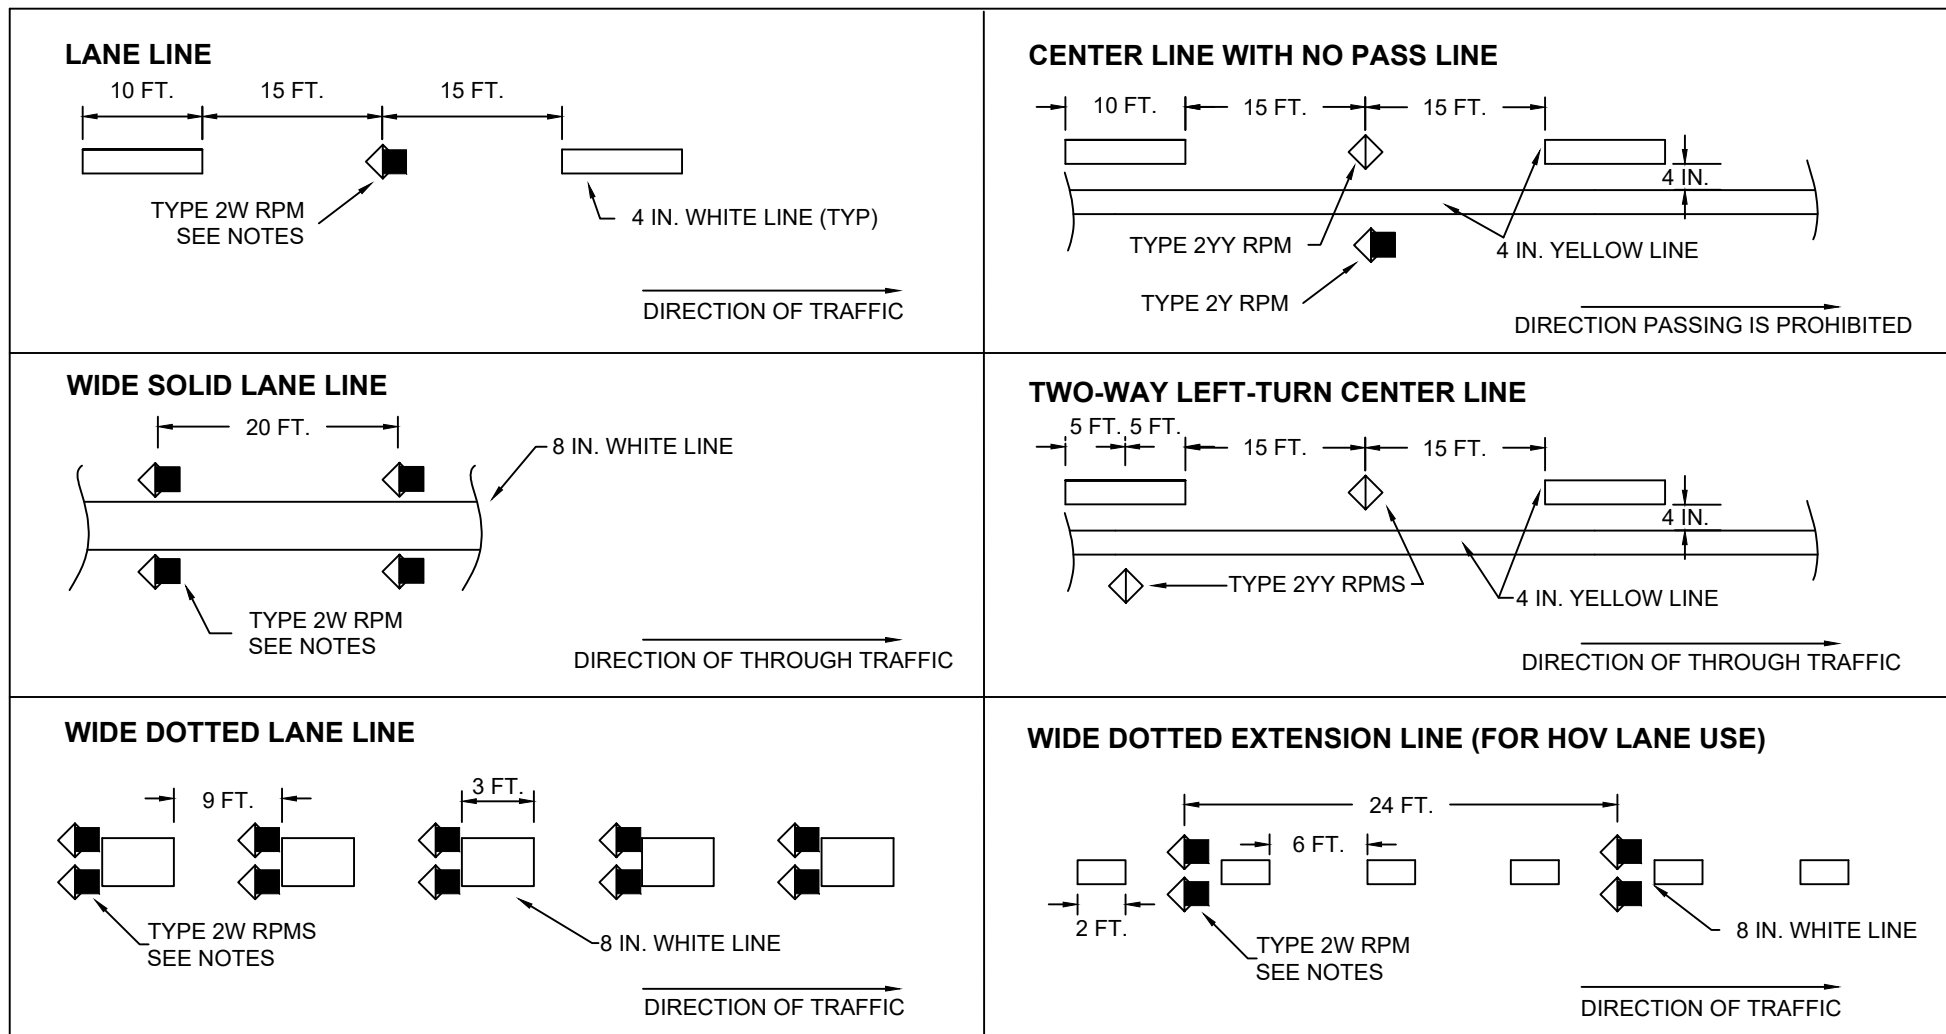 LANE LINE
10 FT. 15 FT. 15 FT.
TYPE 2W RPM
SEE NOTES
4 IN. WHITE LINE (TYP)
DIRECTION OF TRAFFIC
CENTER LINE WITH NO PASS LINE
10 FT. 15 FT. 15 FT.
4 IN.
TYPE 2YY RPM
4 IN. YELLOW LINE
TYPE 2Y RPM
DIRECTION PASSING IS PROHIBITED
WIDE SOLID LANE LINE
20 FT.
8 IN. WHITE LINE
TYPE 2W RPM
SEE NOTES
DIRECTION OF THROUGH TRAFFIC
TWO-WAY LEFT-TURN CENTER LINE
5 FT. 5 FT. 15 FT. 15 FT.
4 IN.
TYPE 2YY RPMS
4 IN. YELLOW LINE
DIRECTION OF THROUGH TRAFFIC
WIDE DOTTED LANE LINE
9 FT. 3 FT.
TYPE 2W RPMS
SEE NOTES
8 IN. WHITE LINE
DIRECTION OF TRAFFIC
WIDE DOTTED EXTENSION LINE (FOR HOV LANE USE)
24 FT.
6 FT.
2 FT.
TYPE 2W RPM
SEE NOTES
8 IN. WHITE LINE
DIRECTION OF TRAFFIC